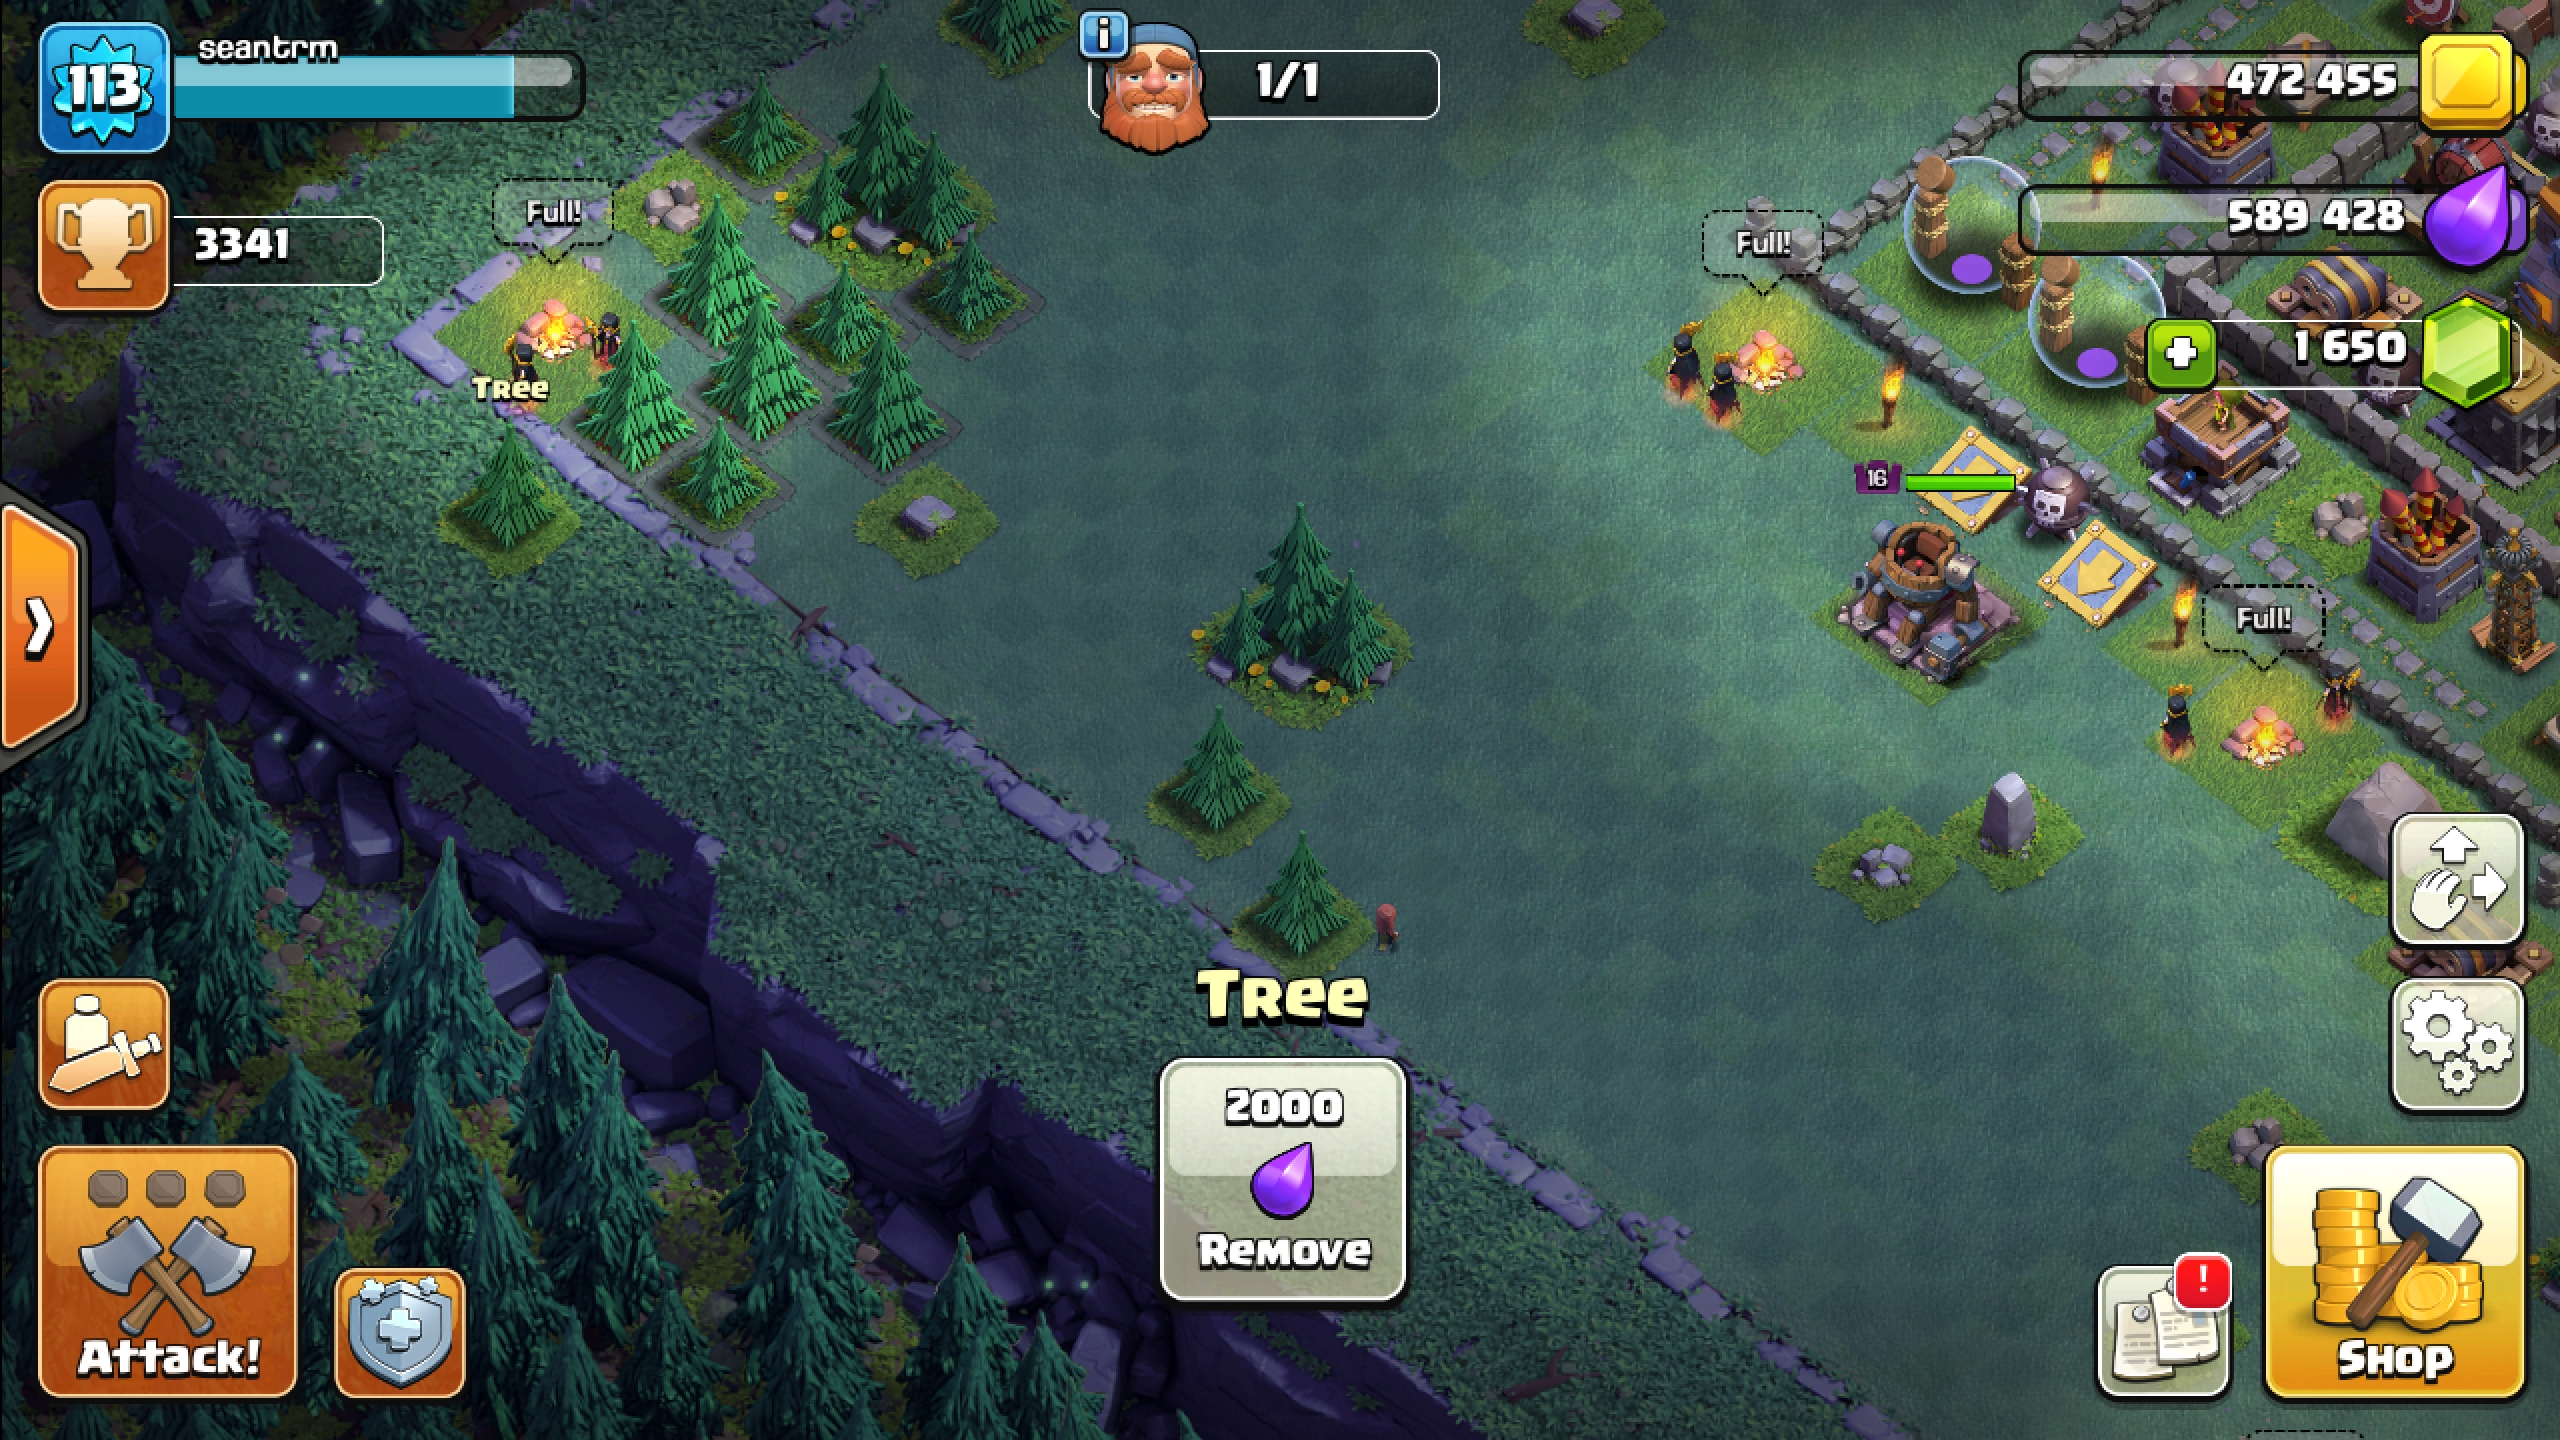 113
seantrm
1/1
472 455
3341
Full!
589 428
Full!
1 650
Tree
16
Full!
Tree
2000
Remove
Attack!
!
Shop